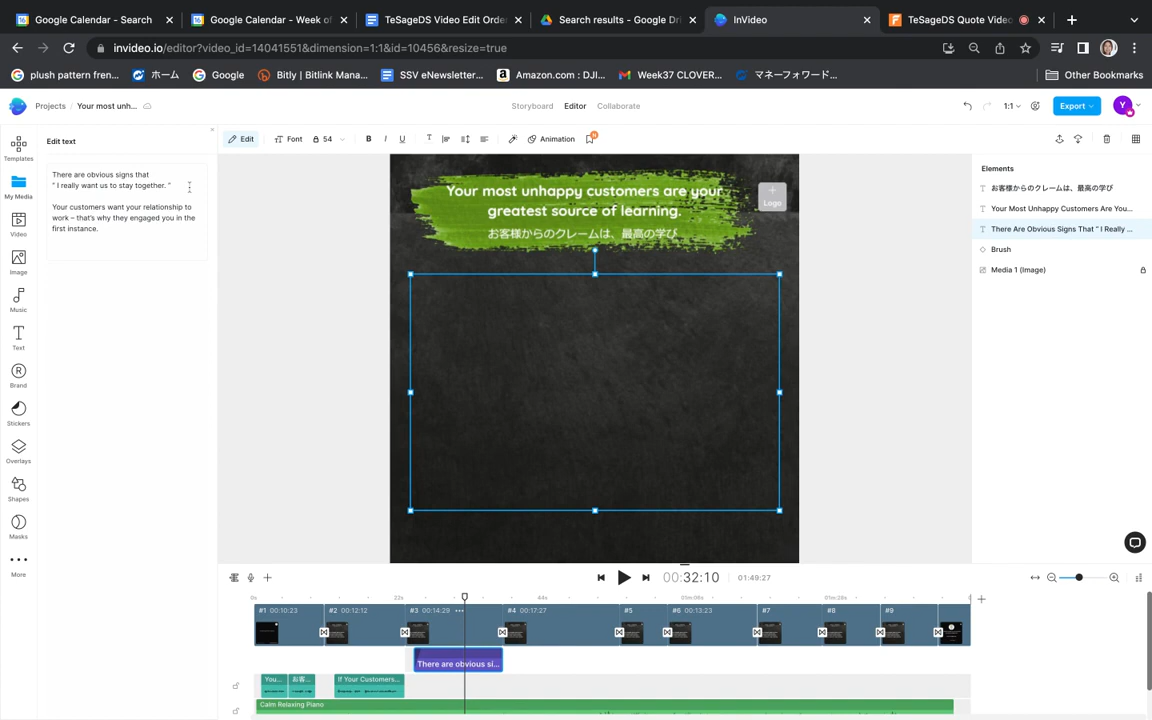 Google Calendar - Search
Google Calendar - Week of
TeSageDS Video Edit Order
Search results - Google Dri
InVideo
TeSageDS Quote Video
invideo.io/editor?video_id=14041551&dimension=1:1&id=10456&resize=true
plush pattern fren...
ホーム
Google
Bitly | Bitlink Mana...
SSV eNewsletter...
Amazon.com : DJI...
Week37 CLOVER...
マネーフォワード...
Other Bookmarks
Projects / Your most unh...
Storyboard
Editor
Collaborate
1:1
Export
Y
Templates
My Media
Video
Image
Music
Text
Brand
Stickers
Overlays
Shapes
Masks
More
Edit text
There are obvious signs that
" I really want us to stay together. "
Your customers want your relationship to
work – that's why they engaged you in the
first instance.
Edit
Font
54
B I U
Animation
Your most unhappy customers are your
greatest source of learning.
お客様からのクレームは、最高の学び
+
Logo
Elements
お客様からのクレームは、最高の学び
Your Most Unhappy Customers Are You...
There Are Obvious Signs That " I Really ...
Brush
Media 1 (Image)
00:32:10
01:49:27
0s
22s
44s
01m:06s
01m:28s
#1 00:10:23
#2 00:12:12
#3 00:14:29
#4 00:17:27
#5
#6 00:13:23
#7
#8
#9
There are obvious si...
You...
お客...
If Your Customers...
Calm Relaxing Piano